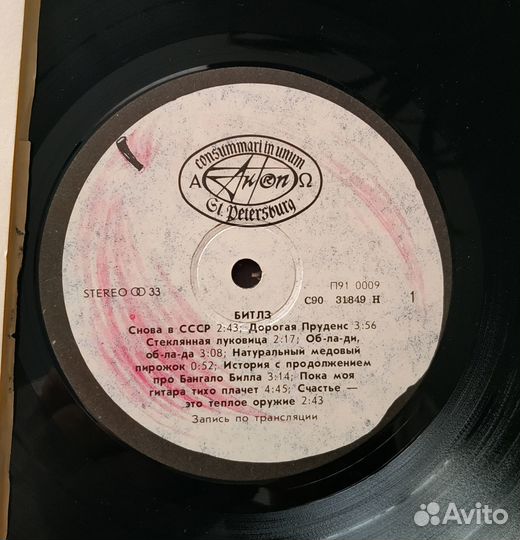 consummari in unum
Α Антроп Ω
St. Petersburg
STEREO 33
П91 0009
С90 31849 Н
1
БИТЛЗ
Снова в СССР 2:43; Дорогая Пруденс 3:56
Стеклянная луковица 2:17; Об-ла-ди,
об-ла-да 3:08; Натуральный медовый
пирожок 0:52; История с продолжением
про Бангало Билла 3:14; Пока моя
гитара тихо плачет 4:45; Счастье —
это теплое оружие 2:43
Запись по трансляции
Avito